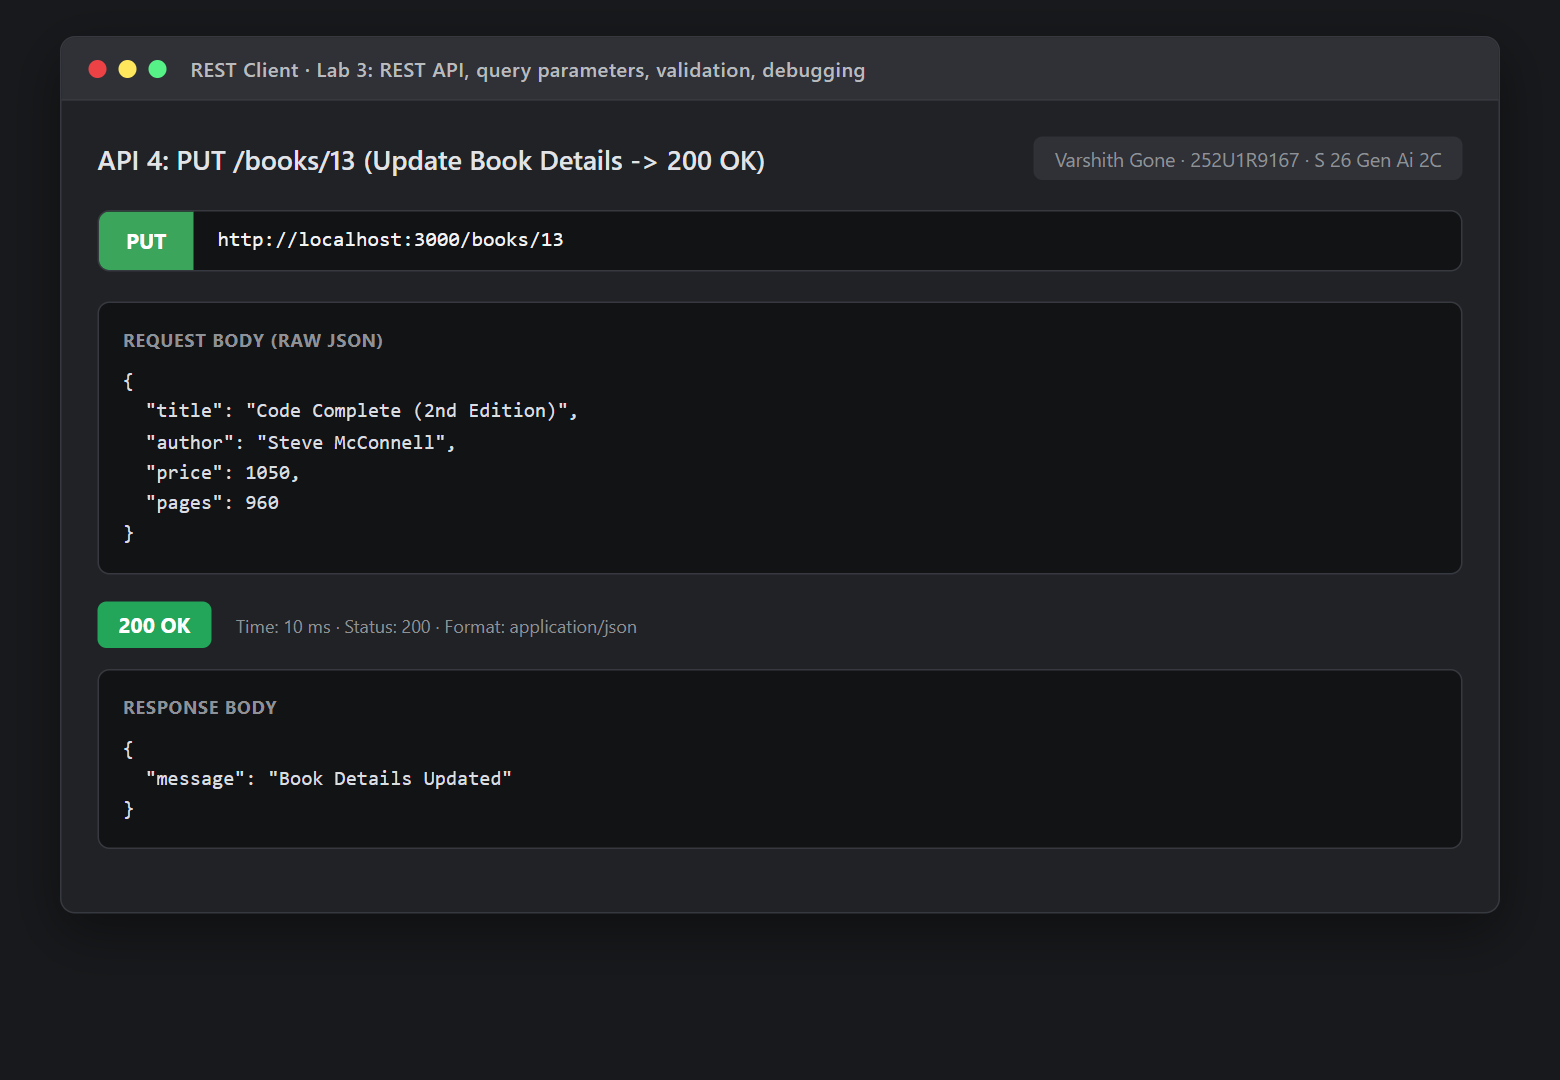 REST Client · Lab 3: REST API, query parameters, validation, debugging
API 4: PUT /books/13 (Update Book Details -> 200 OK)
Varshith Gone · 252U1R9167 · S 26 Gen Ai 2C
PUT
http://localhost:3000/books/13
REQUEST BODY (RAW JSON)
{
"title": "Code Complete (2nd Edition)",
"author": "Steve McConnell",
"price": 1050,
"pages": 960
}
200 OK
Time: 10 ms · Status: 200 · Format: application/json
RESPONSE BODY
{
"message": "Book Details Updated"
}